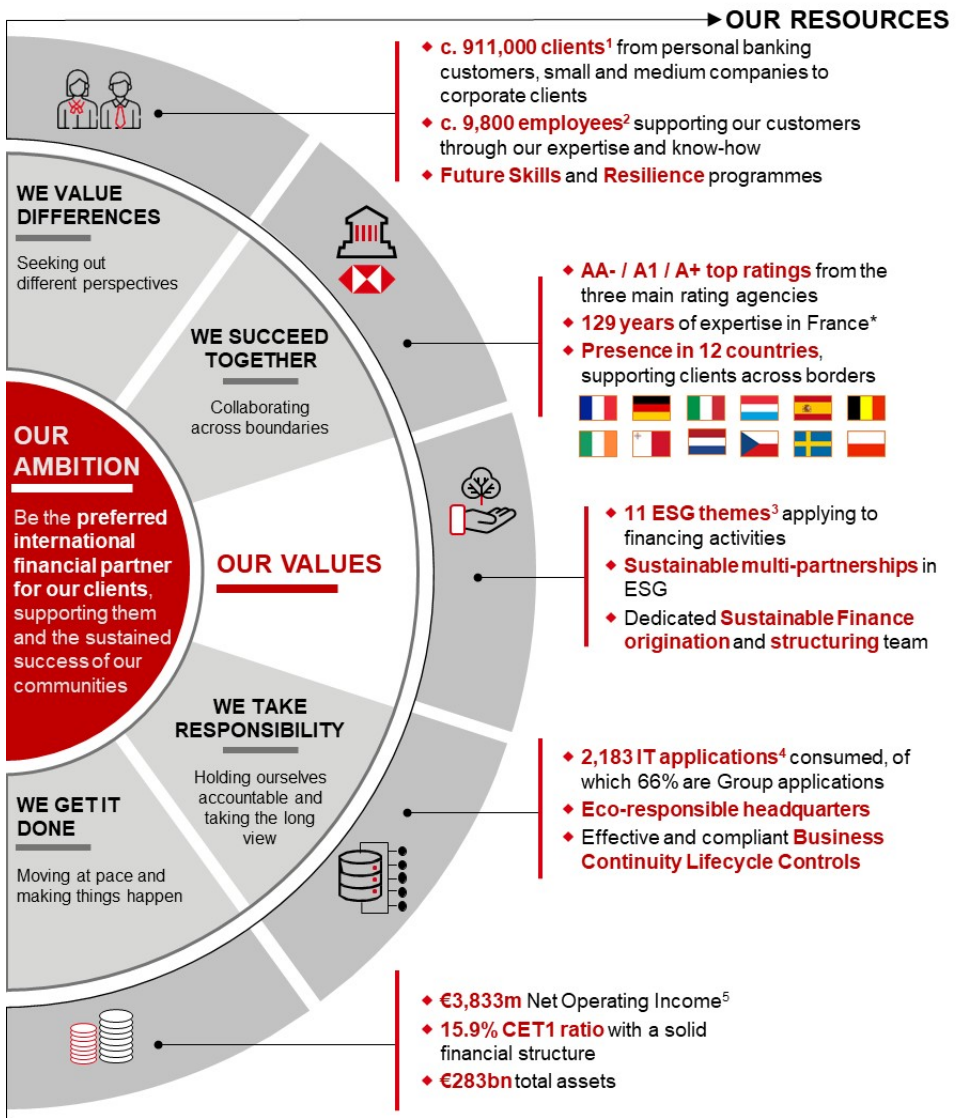 OUR RESOURCES
◆ c. 911,000 clients¹ from personal banking
customers, small and medium companies to
corporate clients
◆ c. 9,800 employees² supporting our customers
through our expertise and know-how
◆ Future Skills and Resilience programmes
WE VALUE
DIFFERENCES
Seeking out
different perspectives
◆ AA- / A1 / A+ top ratings from the
three main rating agencies
◆ 129 years of expertise in France*
◆ Presence in 12 countries,
supporting clients across borders
WE SUCCEED
TOGETHER
Collaborating
across boundaries
OUR
AMBITION
Be the preferred
international
financial partner
for our clients,
supporting them
and the sustained
success of our
communities
OUR VALUES
◆ 11 ESG themes³ applying to
financing activities
◆ Sustainable multi-partnerships in
ESG
◆ Dedicated Sustainable Finance
origination and structuring team
WE TAKE
RESPONSIBILITY
Holding ourselves
accountable and
taking the long
view
◆ 2,183 IT applications⁴ consumed, of
which 66% are Group applications
◆ Eco-responsible headquarters
◆ Effective and compliant Business
Continuity Lifecycle Controls
WE GET IT
DONE
Moving at pace and
making things happen
◆ €3,833m Net Operating Income⁵
◆ 15.9% CET1 ratio with a solid
financial structure
◆ €283bn total assets